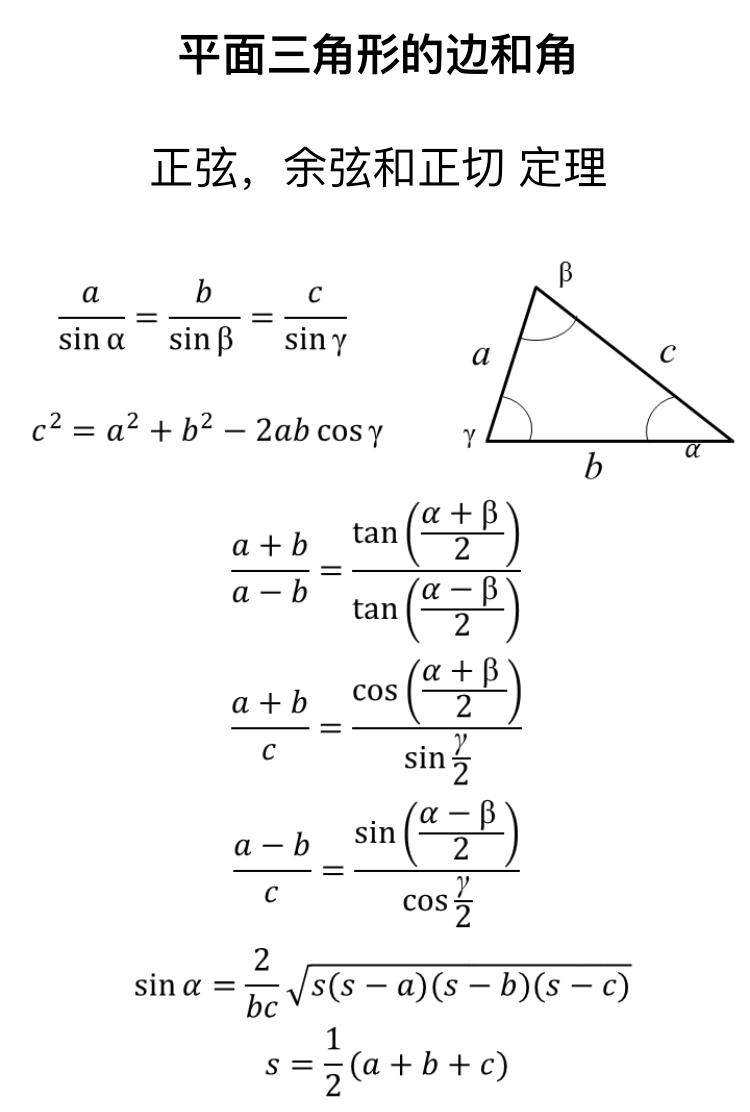 平面三角形的边和角
正弦，余弦和正切 定理
a/sin α = b/sin β = c/sin γ
c² = a² + b² − 2ab cos γ
β
a
c
γ
α
b
(a + b)/(a − b) = tan((α + β)/2)/tan((α − β)/2)
(a + b)/c = cos((α + β)/2)/sin(γ/2)
(a − b)/c = sin((α − β)/2)/cos(γ/2)
sin α = 2/bc √(s(s − a)(s − b)(s − c))
s = 1/2 (a + b + c)